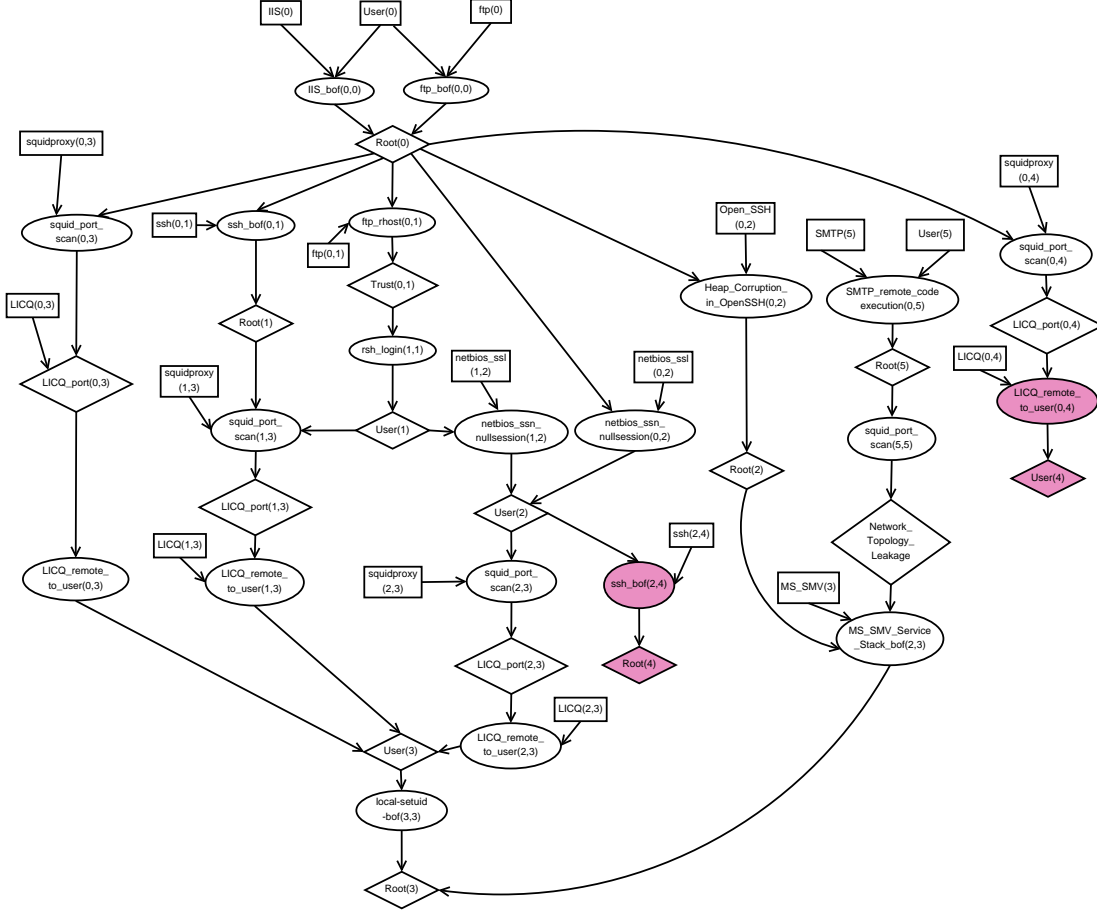 IIS(0)
User(0)
ftp(0)
IIS_bof(0,0)
ftp_bof(0,0)
squidproxy(0,3)
Root(0)
squidproxy
(0,4)
squid_port_
scan(0,3)
ssh(0,1)
ssh_bof(0,1)
ftp_rhost(0,1)
ftp(0,1)
Open_SSH
(0,2)
SMTP(5)
User(5)
squid_port_
scan(0,4)
Trust(0,1)
Heap_Corruption_
in_OpenSSH(0,2)
SMTP_remote_code
execution(0,5)
LICQ(0,3)
Root(1)
LICQ_port(0,4)
rsh_login(1,1)
netbios_ssl
(1,2)
netbios_ssl
(0,2)
Root(5)
LICQ(0,4)
LICQ_port(0,3)
squidproxy
(1,3)
LICQ_remote_
to_user(0,4)
squid_port_
scan(1,3)
User(1)
netbios_ssn_
nullsession(1,2)
netbios_ssn_
nullsession(0,2)
squid_port_
scan(5,5)
Root(2)
User(4)
LICQ_port(1,3)
User(2)
ssh(2,4)
Network_
Topology_
Leakage
LICQ(1,3)
LICQ_remote_
to_user(0,3)
LICQ_remote_
to_user(1,3)
squidproxy
(2,3)
squid_port_
scan(2,3)
ssh_bof(2,4)
MS_SMV(3)
MS_SMV_Service
_Stack_bof(2,3)
LICQ_port(2,3)
Root(4)
LICQ(2,3)
User(3)
LICQ_remote_
to_user(2,3)
local-setuid
-bof(3,3)
Root(3)